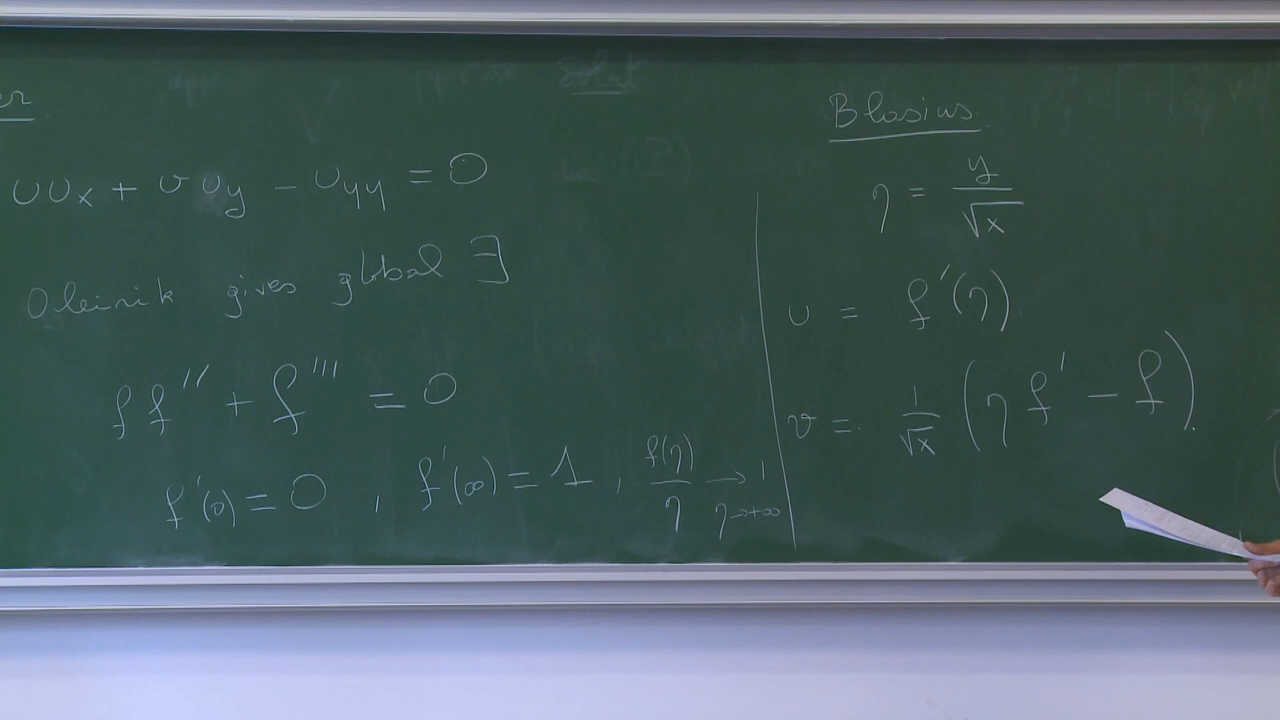 er
uu_x + vu_y - u_yy = 0
Oleinik gives global ∃
ff'' + f''' = 0
f'(0) = 0 , f'(∞) = 1 , f(η)/η → 1 η→+∞
Blasius
η = y/√x
u = f'(η)
v = 1/√x (ηf' - f).